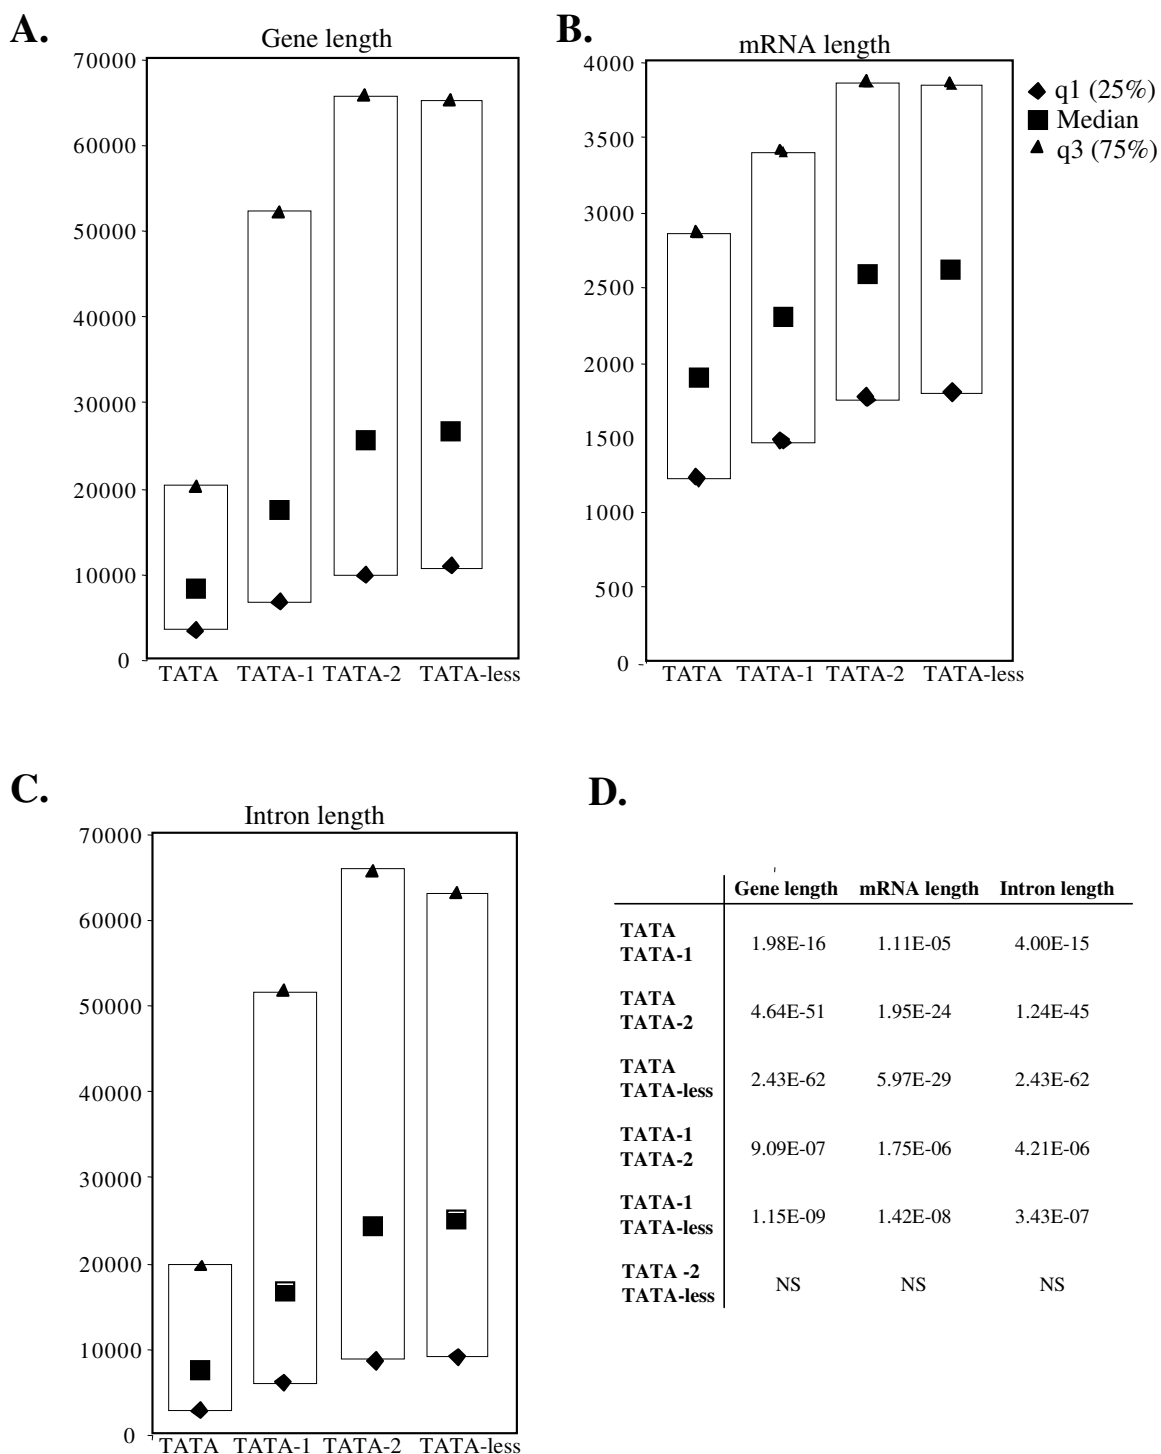 A.
Gene length
70000
60000
50000
40000
30000
20000
10000
0
TATA TATA-1 TATA-2 TATA-less
B.
mRNA length
4000
3500
3000
2500
2000
1500
1000
500
0
TATA TATA-1 TATA-2 TATA-less
q1 (25%)
Median
q3 (75%)
C.
Intron length
70000
60000
50000
40000
30000
20000
10000
0
TATA TATA-1 TATA-2 TATA-less
D.
Gene length mRNA length Intron length
TATA
TATA-1
1.98E-16 1.11E-05 4.00E-15
TATA
TATA-2
4.64E-51 1.95E-24 1.24E-45
TATA
TATA-less
2.43E-62 5.97E-29 2.43E-62
TATA-1
TATA-2
9.09E-07 1.75E-06 4.21E-06
TATA-1
TATA-less
1.15E-09 1.42E-08 3.43E-07
TATA -2
TATA-less
NS NS NS